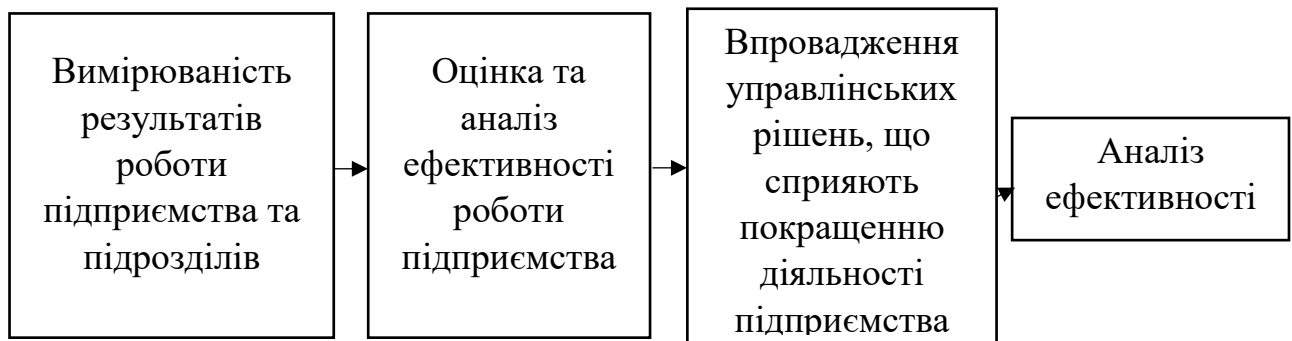 Вимірюваність
результатів
роботи
підприємства та
підрозділів
Оцінка та
аналіз
ефективності
роботи
підприємства
Впровадження
управлінських
рішень, що
сприяють
покращенню
діяльності
підприємства
Аналіз
ефективності